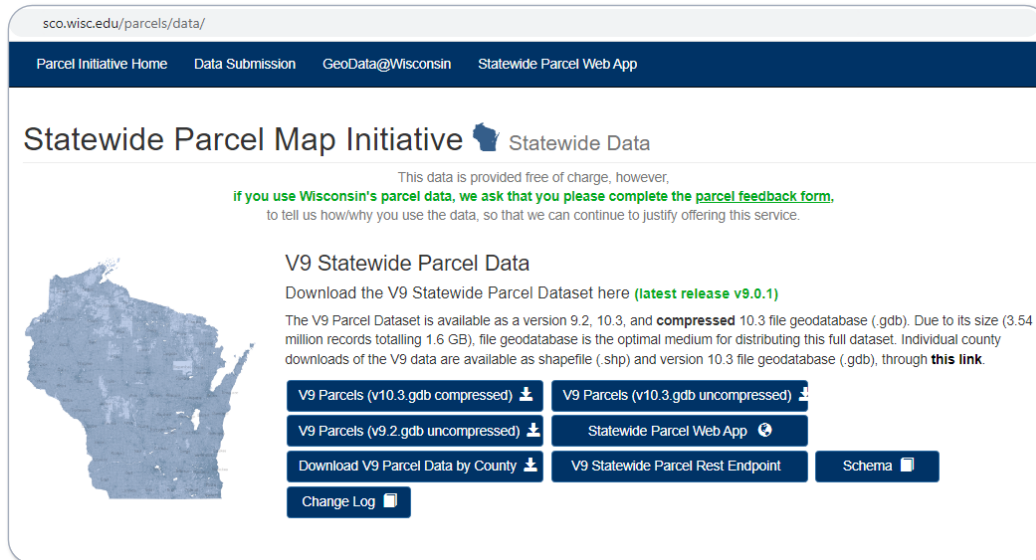 sco.wisc.edu/parcels/data/
Parcel Initiative Home Data Submission GeoData@Wisconsin Statewide Parcel Web App
Statewide Parcel Map Initiative Statewide Data
This data is provided free of charge, however,
if you use Wisconsin's parcel data, we ask that you please complete the parcel feedback form,
to tell us how/why you use the data, so that we can continue to justify offering this service.
V9 Statewide Parcel Data
Download the V9 Statewide Parcel Dataset here (latest release v9.0.1)
The V9 Parcel Dataset is available as a version 9.2, 10.3, and compressed 10.3 file geodatabase (.gdb). Due to its size (3.54
million records totalling 1.6 GB), file geodatabase is the optimal medium for distributing this full dataset. Individual county
downloads of the V9 data are available as shapefile (.shp) and version 10.3 file geodatabase (.gdb), through this link.
V9 Parcels (v10.3.gdb compressed) V9 Parcels (v10.3.gdb uncompressed)
V9 Parcels (v9.2.gdb uncompressed) Statewide Parcel Web App
Download V9 Parcel Data by County V9 Statewide Parcel Rest Endpoint Schema
Change Log